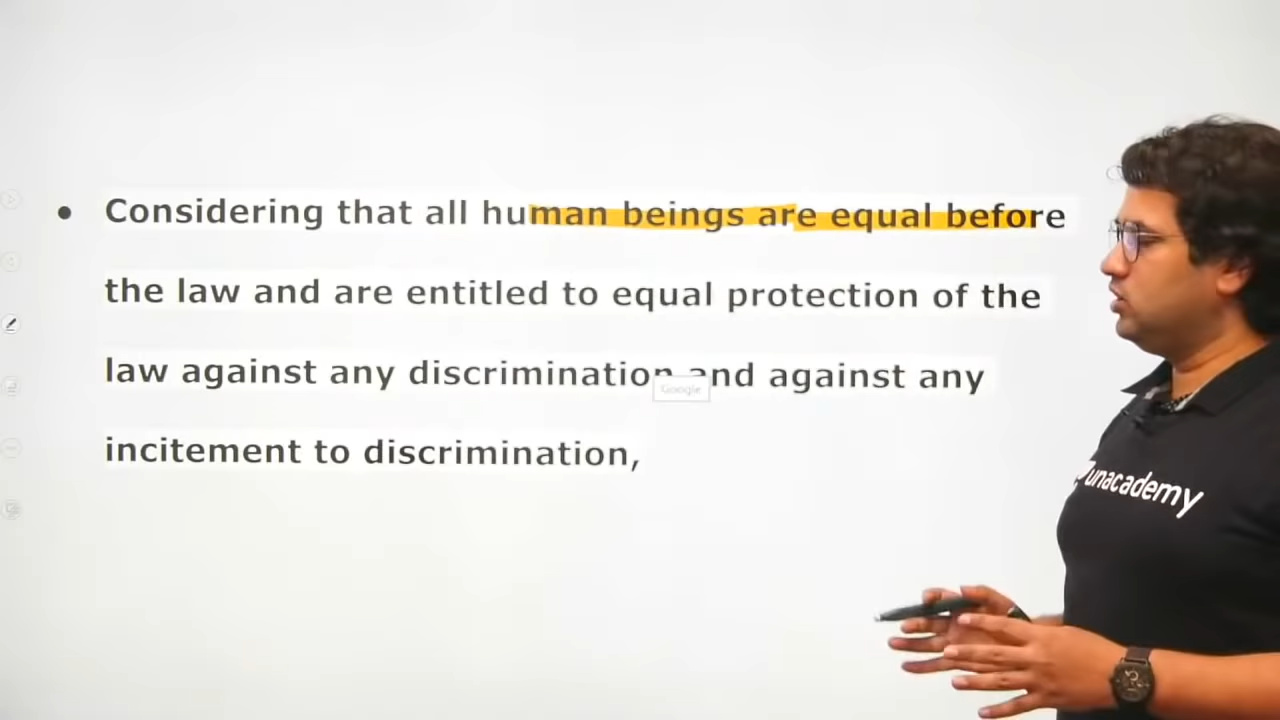 Considering that all human beings are equal before
the law and are entitled to equal protection of the
law against any discrimination and against any
Google
incitement to discrimination,
unacademy